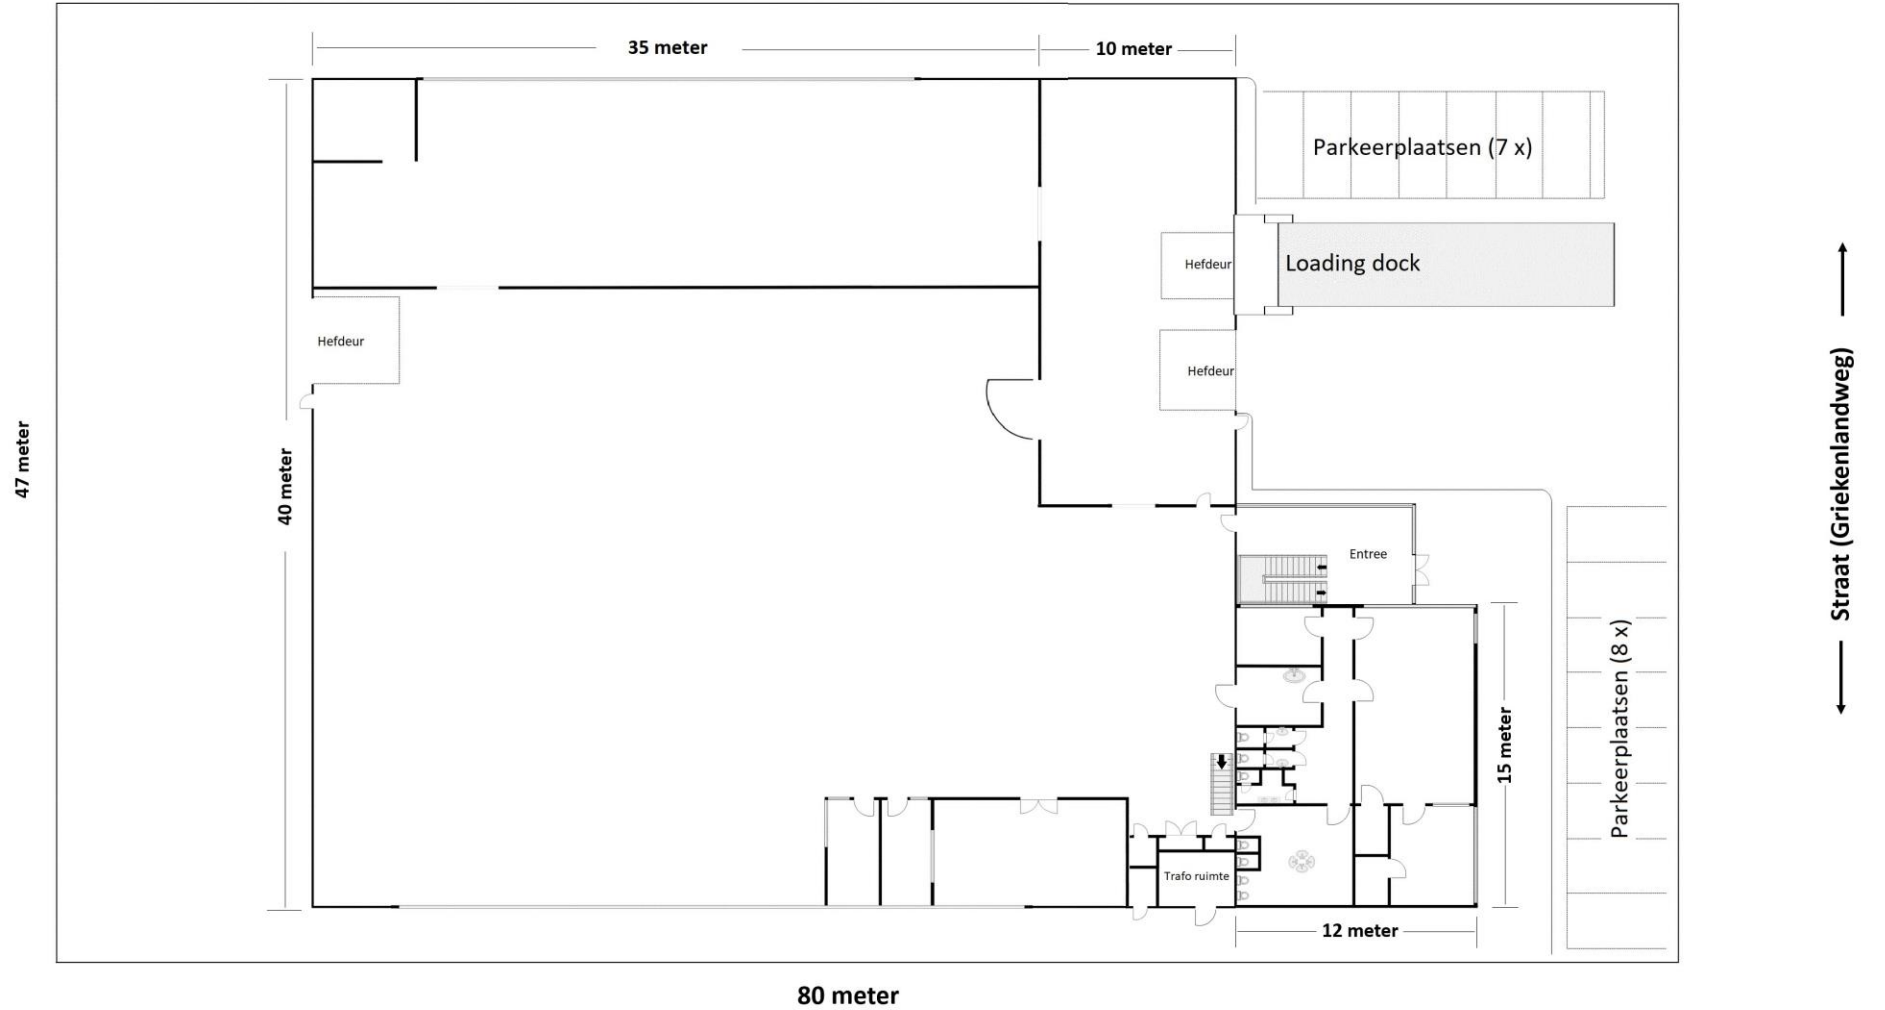 35 meter
10 meter
Parkeerplaatsen (7 x)
Hefdeur
Loading dock
Hefdeur
Hefdeur
47 meter
40 meter
Straat (Griekenlandweg)
Entree
Parkeerplaatsen (8 x)
15 meter
Trafo ruimte
12 meter
80 meter